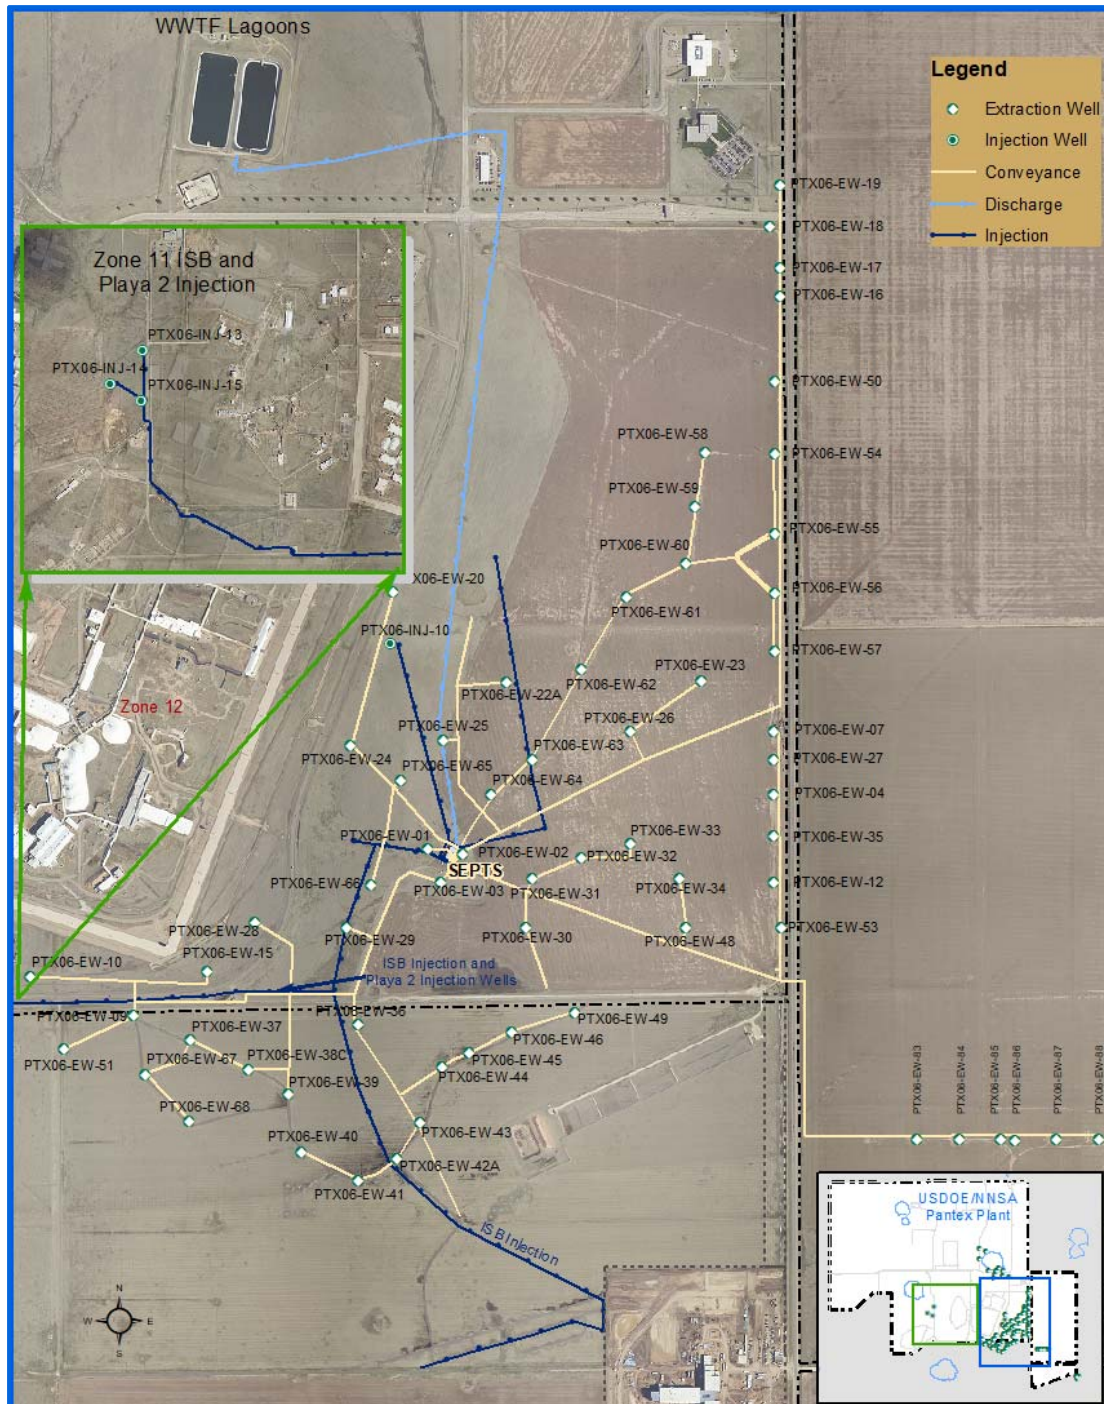 WWTF Lagoons
Legend
Extraction Well
Injection Well
Conveyance
Discharge
Injection
PTX06-EW-19
PTX06-EW-18
PTX06-EW-17
PTX06-EW-16
Zone 11 ISB and
Playa 2 Injection
PTX06-INJ-13
PTX06-INJ-14
PTX06-INJ-15
PTX06-EW-50
PTX06-EW-58
PTX06-EW-54
PTX06-EW-59
PTX06-EW-55
PTX06-EW-60
X06-EW-20
PTX06-EW-56
PTX06-EW-61
PTX06-INJ-10
PTX06-EW-57
PTX06-EW-23
PTX06-EW-62
PTX06-EW-22A
Zone 12
PTX06-EW-25
PTX06-EW-26
PTX06-EW-07
PTX06-EW-63
PTX06-EW-24
PTX06-EW-27
PTX06-EW-65
PTX06-EW-64
PTX06-EW-04
PTX06-EW-01
PTX06-EW-33
PTX06-EW-35
PTX06-EW-02
PTX06-EW-32
SEPTS
PTX06-EW-66
PTX06-EW-03
PTX06-EW-31
PTX06-EW-34
PTX06-EW-12
PTX06-EW-28
PTX06-EW-29
PTX06-EW-30
PTX06-EW-48
PTX06-EW-53
PTX06-EW-10
PTX06-EW-15
ISB Injection and
Playa 2 Injection Wells
PTX06-EW-09
PTX06-EW-36
PTX06-EW-49
PTX06-EW-37
PTX06-EW-46
PTX06-EW-51
PTX06-EW-67
PTX06-EW-38C
PTX06-EW-45
PTX06-EW-44
PTX06-EW-39
PTX06-EW-68
PTX06-EW-43
PTX06-EW-40
PTX06-EW-42A
PTX06-EW-41
PTX06-EW-83
PTX06-EW-84
PTX06-EW-85
PTX06-EW-86
PTX06-EW-87
PTX06-EW-88
ISB Injection
USDOE/NNSA
Pantex Plant
N
W
E
S